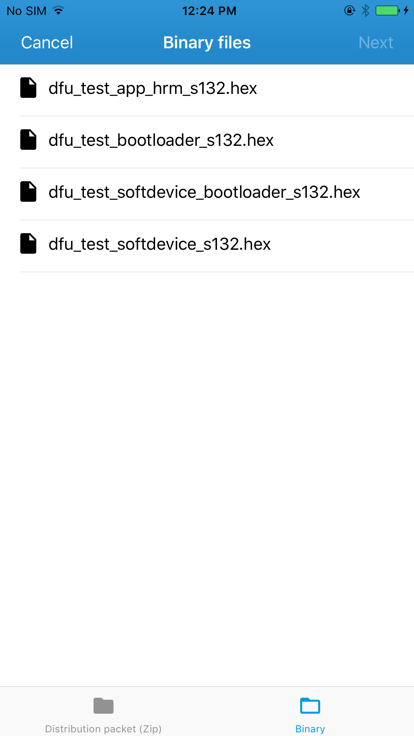 No SIM 12:24 PM
Cancel Binary files Next
dfu_test_app_hrm_s132.hex
dfu_test_bootloader_s132.hex
dfu_test_softdevice_bootloader_s132.hex
dfu_test_softdevice_s132.hex
Distribution packet (Zip) Binary